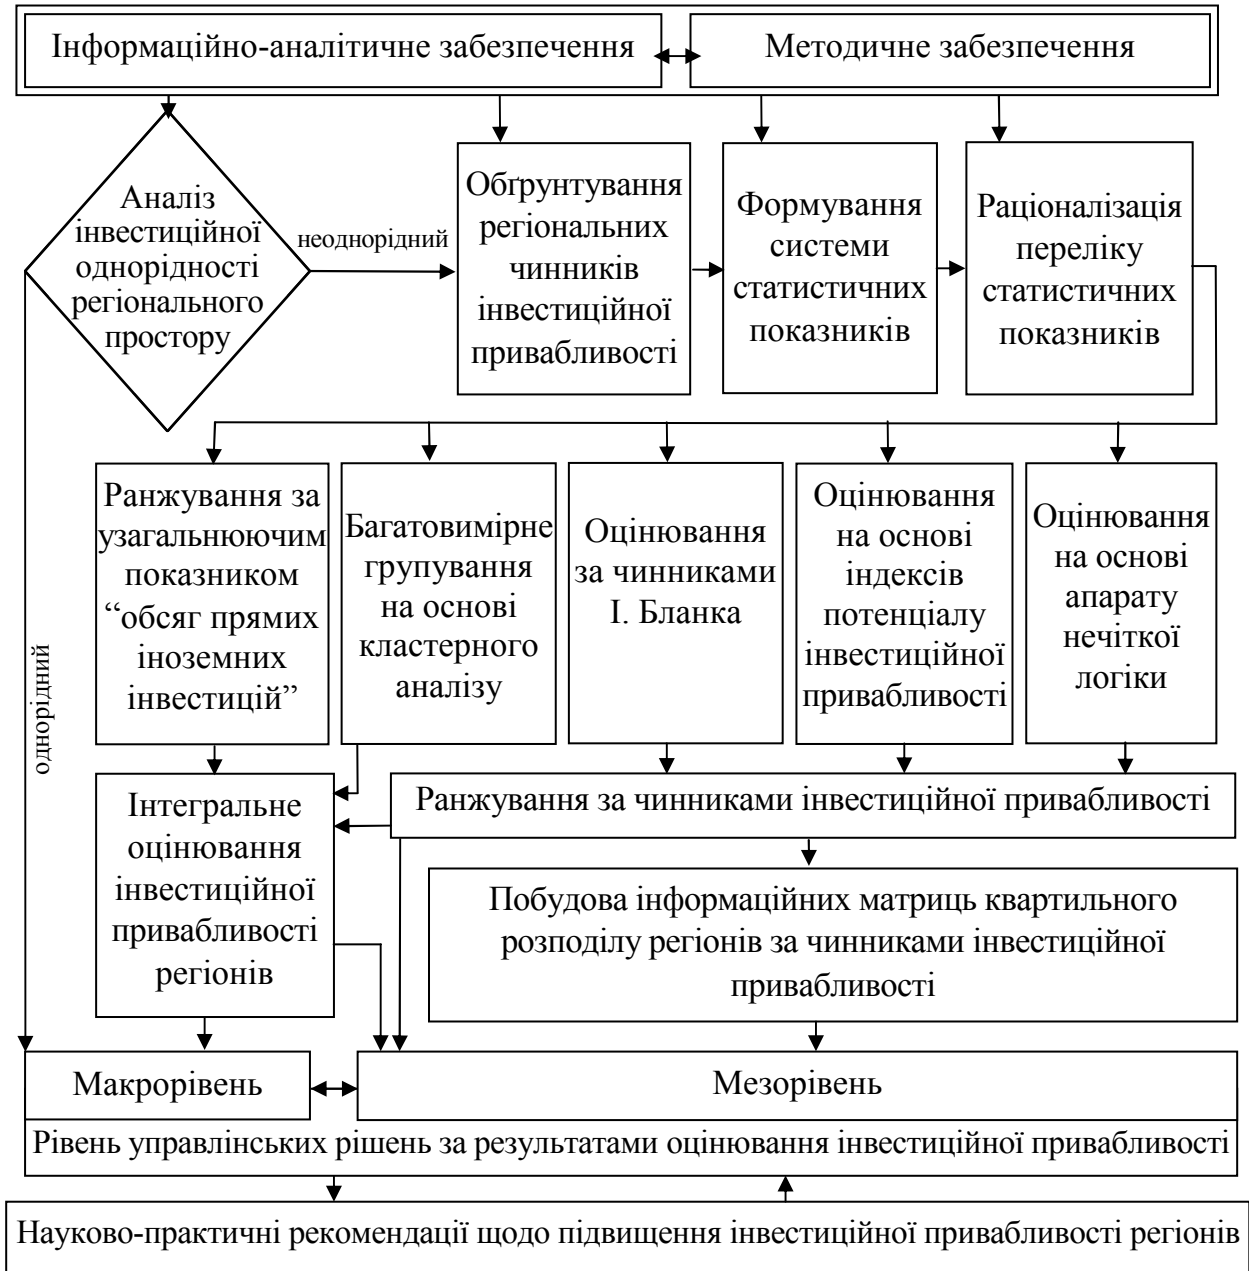 Інформаційно-аналітичне забезпечення
Методичне забезпечення
Аналіз
інвестиційної
однорідності
регіонального
простору
неоднорідний
Обґрунтування
регіональних
чинників
інвестиційної
привабливості
Формування
системи
статистичних
показників
Раціоналізація
переліку
статистичних
показників
однорідний
Ранжування за
узагальнюючим
показником
“обсяг прямих
іноземних
інвестицій”
Багатовимірне
групування
на основі
кластерного
аналізу
Оцінювання
за чинниками
І. Бланка
Оцінювання
на основі
індексів
потенціалу
інвестиційної
привабливості
Оцінювання
на основі
апарату
нечіткої
логіки
Інтегральне
оцінювання
інвестиційної
привабливості
регіонів
Ранжування за чинниками інвестиційної привабливості
Побудова інформаційних матриць квартильного
розподілу регіонів за чинниками інвестиційної
привабливості
Макрорівень
Мезорівень
Рівень управлінських рішень за результатами оцінювання інвестиційної привабливості
Науково-практичні рекомендації щодо підвищення інвестиційної привабливості регіонів